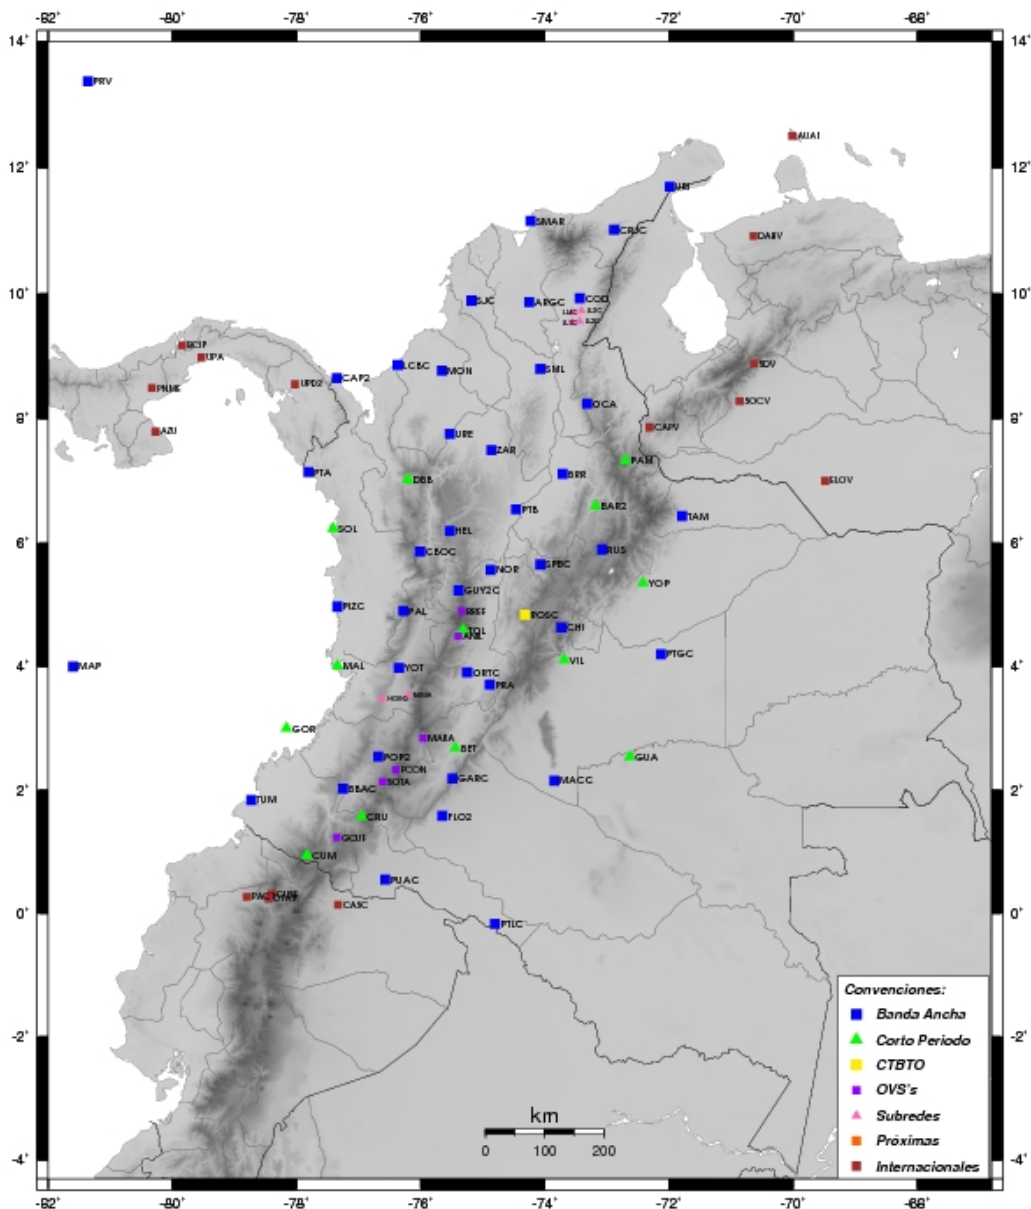 -82° -80° -78° -76° -74° -72° -70° -68°
14° 14°
PRV
AUA1
12° 12°
URI
SMAR
CRJC
DABV
10° 10°
SJC ARGC COD
BCIP
UPA
LCBC MON SML SDV
UPD2 CAP2
PNME
OCA SOCV
8° 8°
AZU URE CAPV
ZAR
PAM
PTA DBB BRR ELOV
PTB BAR2 TAM
SOL HEL
6° 6°
CBOC RUS
NOR SPBC
GUY2C YOP
PIZC PAL ROSC
TOL CHI
PTGC
VIL
4° 4°
MAP MAL YOT ORTC
PRA
GOR
MARA
BET
POP2 GUA
PCON
SOTA GARC MACC
2° 2°
BBAC
TUM
CRU FLO2
GCUF
CUM
PUAC
CASC
0° 0°
PTLC
-2° -2°
-4° -4°
Convenciones:
Banda Ancha
Corto Periodo
CTBTO
OVS's
Subredes
Próximas
Internacionales
km
0 100 200
-82° -80° -78° -76° -74° -72° -70° -68°